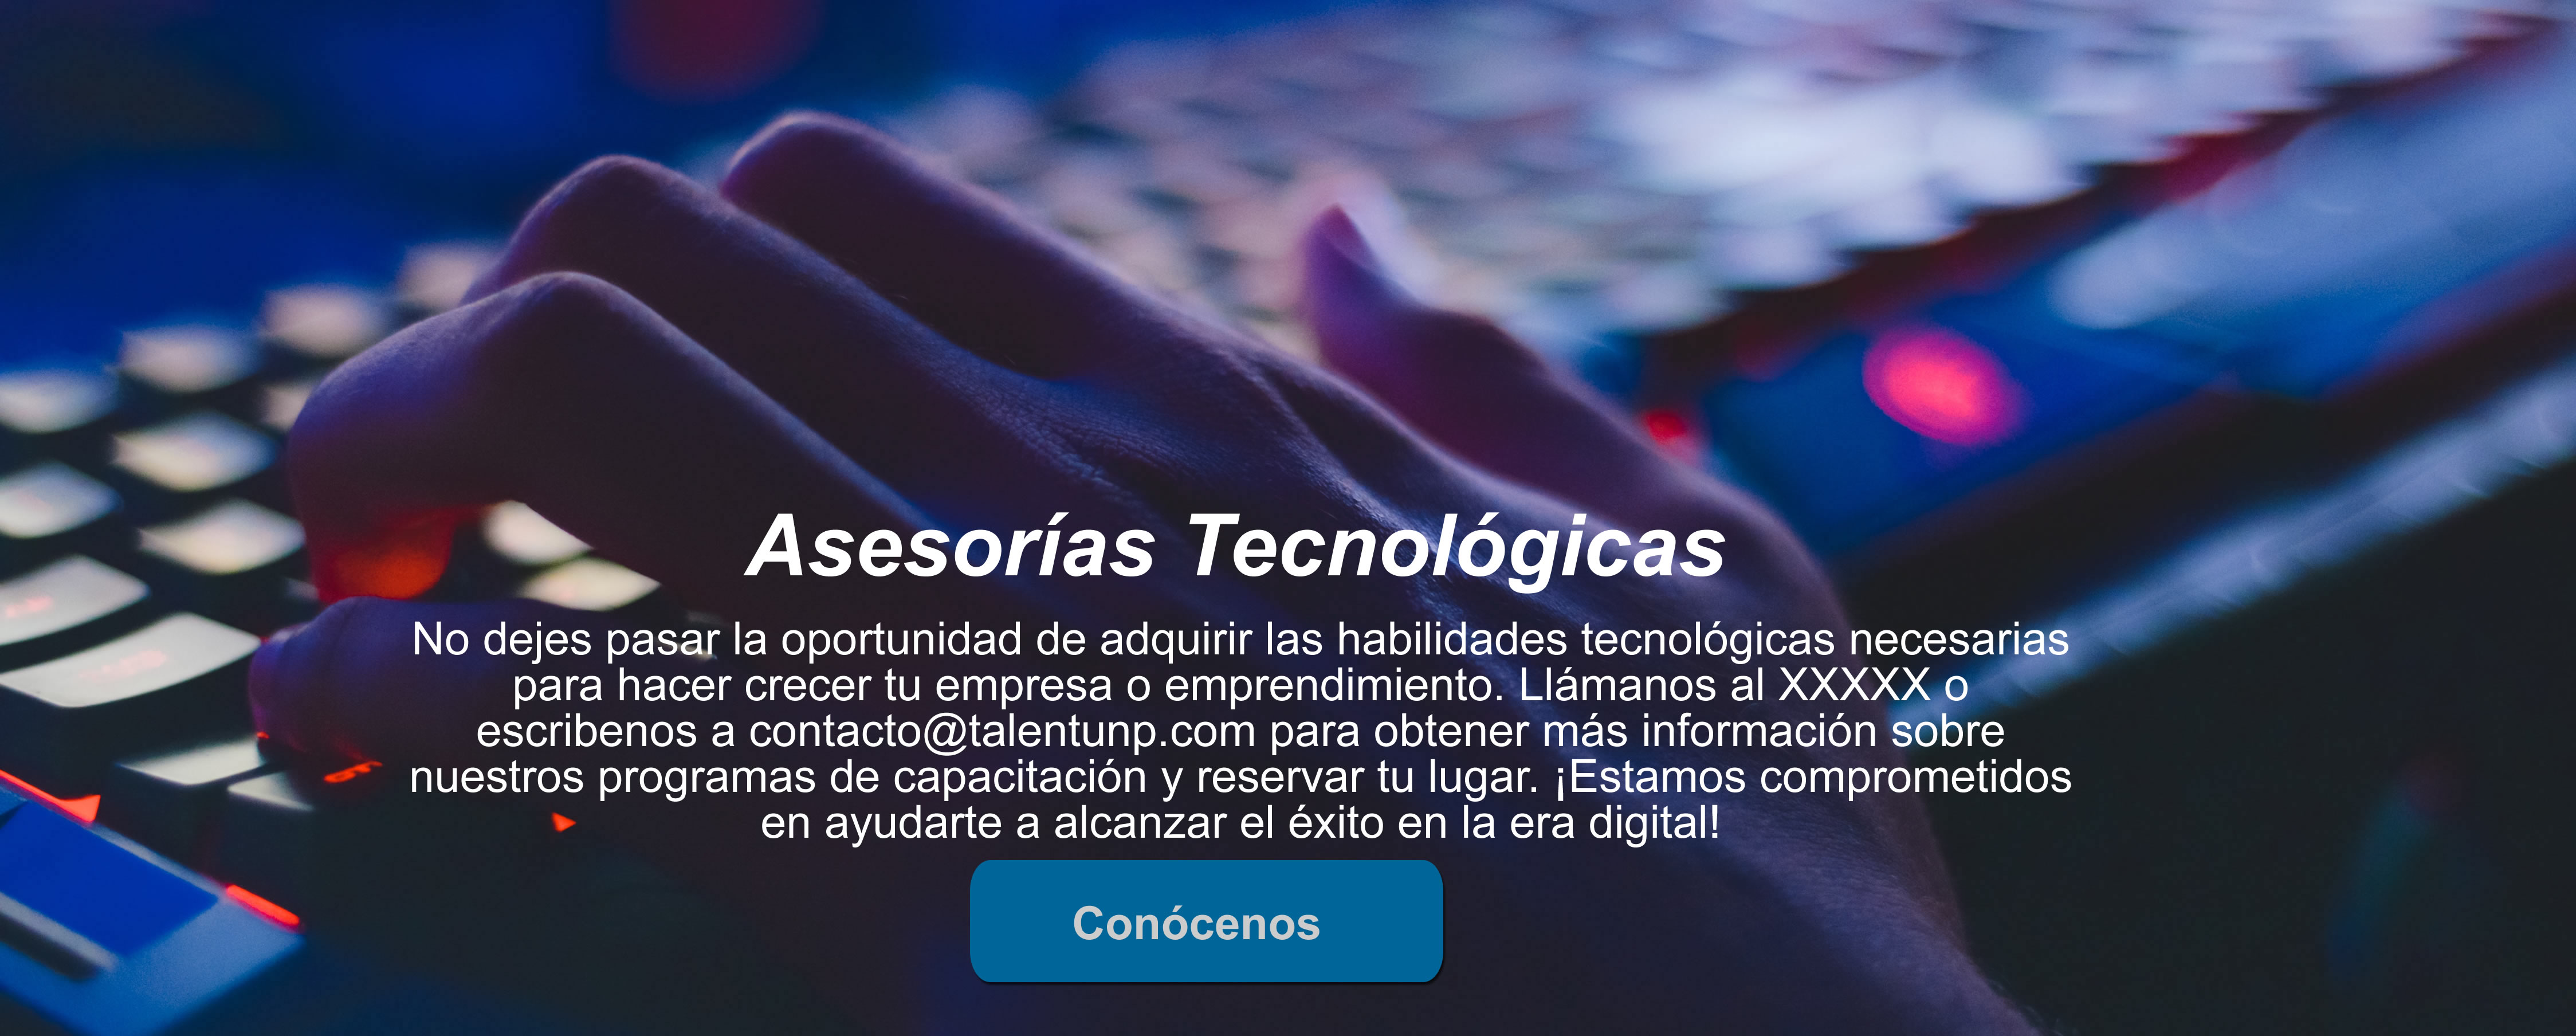 Asesorías Tecnológicas
No dejes pasar la oportunidad de adquirir las habilidades tecnológicas necesarias
para hacer crecer tu empresa o emprendimiento. Llámanos al XXXXX o
escribenos a contacto@talentunp.com para obtener más información sobre
nuestros programas de capacitación y reservar tu lugar. ¡Estamos comprometidos
en ayudarte a alcanzar el éxito en la era digital!
Conócenos